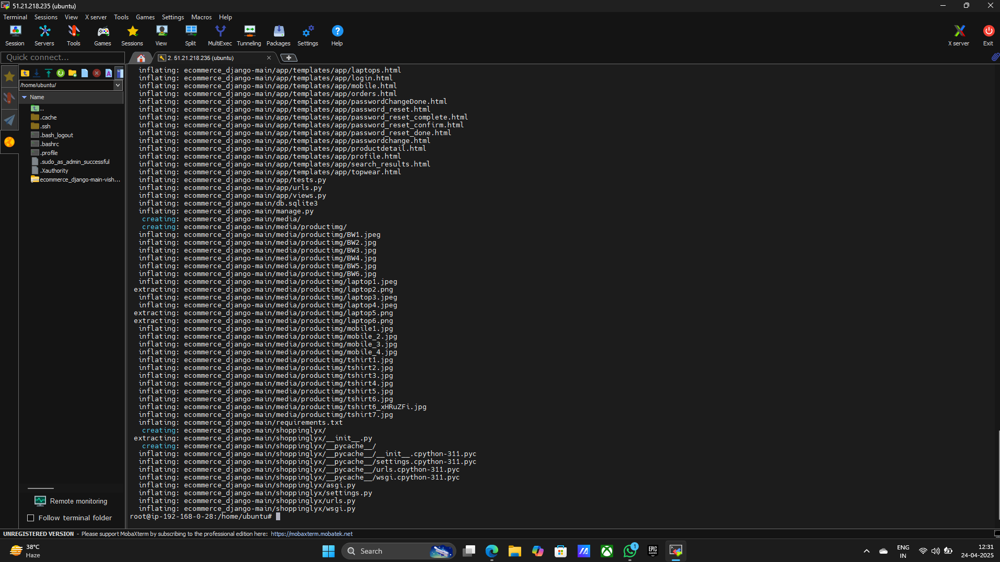 51.21.218.235 (ubuntu)
Terminal Sessions View X server Tools Games Settings Macros Help
Session Servers Tools Games Sessions View Split MultiExec Tunneling Packages Settings Help X server Exit
Quick connect...
2. 51.21.218.235 (ubuntu)
/home/ubuntu/
Name
..
.cache
.ssh
.bash_logout
.bashrc
.profile
.sudo_as_admin_successful
.Xauthority
ecommerce_django-main-vish...
Remote monitoring
Follow terminal folder
inflating: ecommerce_django-main/app/templates/app/laptops.html
inflating: ecommerce_django-main/app/templates/app/login.html
inflating: ecommerce_django-main/app/templates/app/mobile.html
inflating: ecommerce_django-main/app/templates/app/orders.html
inflating: ecommerce_django-main/app/templates/app/passwordChangeDone.html
inflating: ecommerce_django-main/app/templates/app/password_reset.html
inflating: ecommerce_django-main/app/templates/app/password_reset_complete.html
inflating: ecommerce_django-main/app/templates/app/password_reset_confirm.html
inflating: ecommerce_django-main/app/templates/app/password_reset_done.html
inflating: ecommerce_django-main/app/templates/app/passwordchange.html
inflating: ecommerce_django-main/app/templates/app/productdetail.html
inflating: ecommerce_django-main/app/templates/app/profile.html
inflating: ecommerce_django-main/app/templates/app/search_results.html
inflating: ecommerce_django-main/app/templates/app/topwear.html
inflating: ecommerce_django-main/app/tests.py
inflating: ecommerce_django-main/app/urls.py
inflating: ecommerce_django-main/app/views.py
inflating: ecommerce_django-main/db.sqlite3
inflating: ecommerce_django-main/manage.py
creating: ecommerce_django-main/media/
creating: ecommerce_django-main/media/productimg/
inflating: ecommerce_django-main/media/productimg/BW1.jpeg
inflating: ecommerce_django-main/media/productimg/BW2.jpg
inflating: ecommerce_django-main/media/productimg/BW3.jpg
inflating: ecommerce_django-main/media/productimg/BW4.jpg
inflating: ecommerce_django-main/media/productimg/BW5.jpg
inflating: ecommerce_django-main/media/productimg/BW6.jpg
inflating: ecommerce_django-main/media/productimg/laptop1.jpeg
extracting: ecommerce_django-main/media/productimg/laptop2.png
inflating: ecommerce_django-main/media/productimg/laptop3.jpeg
inflating: ecommerce_django-main/media/productimg/laptop4.jpeg
extracting: ecommerce_django-main/media/productimg/laptop5.png
extracting: ecommerce_django-main/media/productimg/laptop6.png
inflating: ecommerce_django-main/media/productimg/mobile1.jpg
inflating: ecommerce_django-main/media/productimg/mobile_2.jpg
inflating: ecommerce_django-main/media/productimg/mobile_3.jpg
inflating: ecommerce_django-main/media/productimg/mobile_4.jpg
inflating: ecommerce_django-main/media/productimg/tshirt1.jpg
inflating: ecommerce_django-main/media/productimg/tshirt2.jpg
inflating: ecommerce_django-main/media/productimg/tshirt3.jpg
inflating: ecommerce_django-main/media/productimg/tshirt4.jpg
inflating: ecommerce_django-main/media/productimg/tshirt5.jpg
inflating: ecommerce_django-main/media/productimg/tshirt6.jpg
inflating: ecommerce_django-main/media/productimg/tshirt6_xHRuZFi.jpg
inflating: ecommerce_django-main/media/productimg/tshirt7.jpg
inflating: ecommerce_django-main/requirements.txt
creating: ecommerce_django-main/shoppinglyx/
extracting: ecommerce_django-main/shoppinglyx/__init__.py
creating: ecommerce_django-main/shoppinglyx/__pycache__/
inflating: ecommerce_django-main/shoppinglyx/__pycache__/__init__.cpython-311.pyc
inflating: ecommerce_django-main/shoppinglyx/__pycache__/settings.cpython-311.pyc
inflating: ecommerce_django-main/shoppinglyx/__pycache__/urls.cpython-311.pyc
inflating: ecommerce_django-main/shoppinglyx/__pycache__/wsgi.cpython-311.pyc
inflating: ecommerce_django-main/shoppinglyx/asgi.py
inflating: ecommerce_django-main/shoppinglyx/settings.py
inflating: ecommerce_django-main/shoppinglyx/urls.py
inflating: ecommerce_django-main/shoppinglyx/wsgi.py
root@ip-192-168-0-28:/home/ubuntu#
UNREGISTERED VERSION - Please support MobaXterm by subscribing to the professional edition here: https://mobaxterm.mobatek.net
38°C
Haze
Search
1
EPIC GAMES
ENG
IN
12:31
24-04-2025